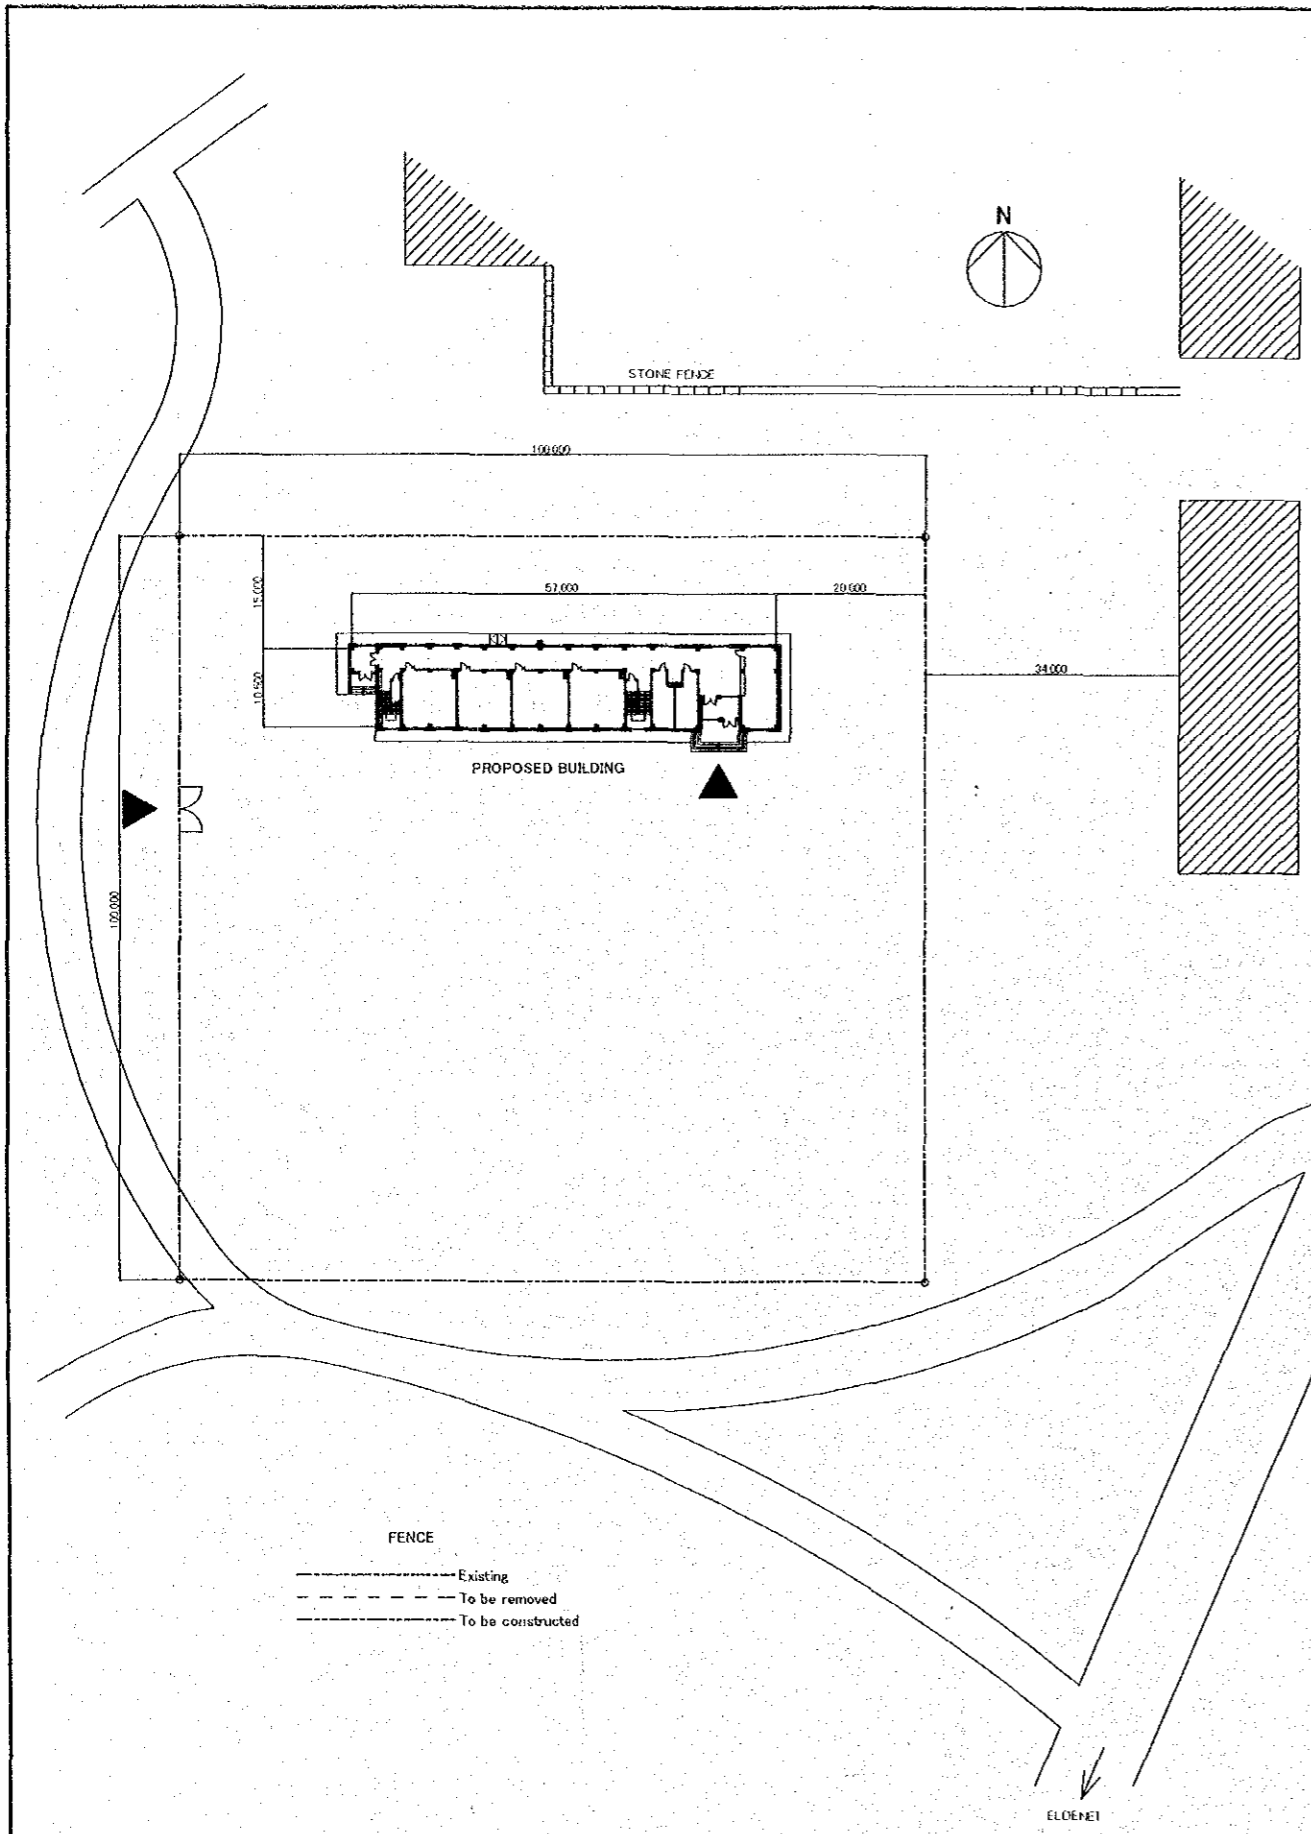 N
STONE FENCE
100,000
15,000
57,000
20,000
10,500
34,000
PROPOSED BUILDING
100,000
FENCE
Existing
To be removed
To be constructed
ELDENET